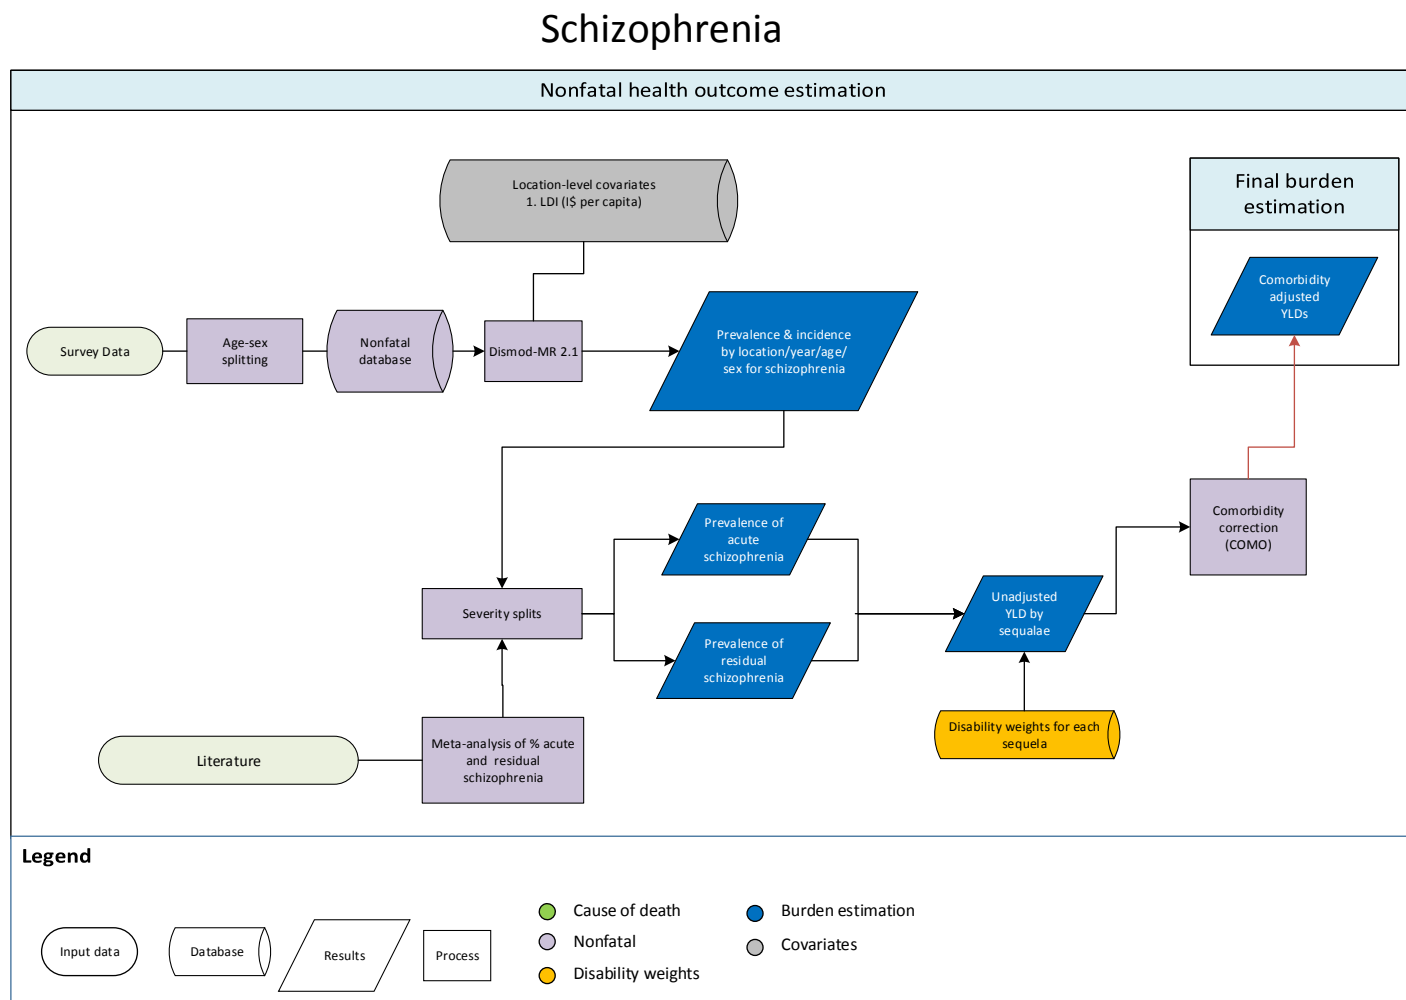 Schizophrenia
Nonfatal health outcome estimation
Location-level covariates
1. LDI (I$ per capita)
Final burden
estimation
Comorbidity
adjusted
YLDs
Survey Data
Age-sex
splitting
Nonfatal
database
Dismod-MR 2.1
Prevalence & incidence
by location/year/age/
sex for schizophrenia
Prevalence of
acute
schizophrenia
Comorbidity
correction
(COMO)
Severity splits
Unadjusted
YLD by
sequalae
Prevalence of
residual
schizophrenia
Disability weights for each
sequela
Literature
Meta-analysis of % acute
and residual
schizophrenia
Legend
Input data
Database
Results
Process
Cause of death
Nonfatal
Disability weights
Burden estimation
Covariates